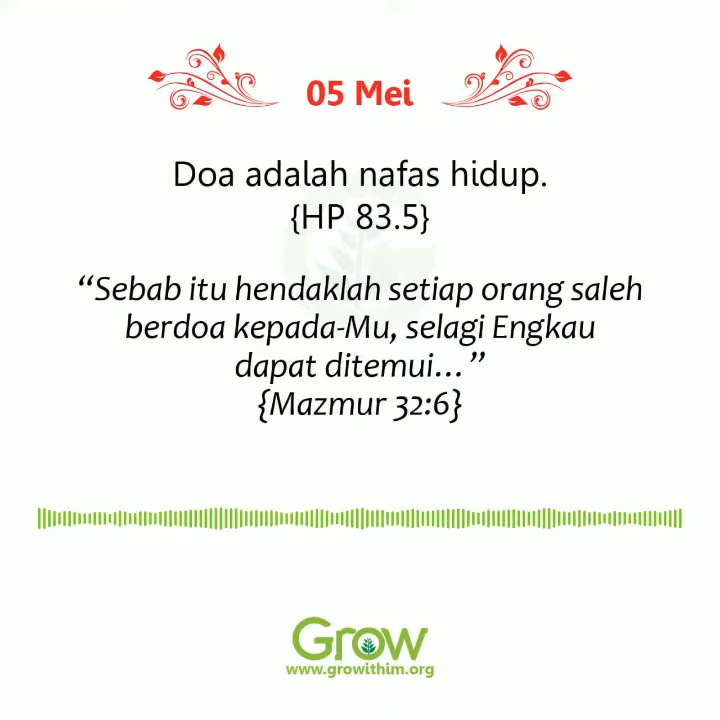 05 Mei
Doa adalah nafas hidup.
{HP 83.5}
“Sebab itu hendaklah setiap orang saleh
berdoa kepada-Mu, selagi Engkau
dapat ditemui...”
{Mazmur 32:6}
Grow
www.growithim.org